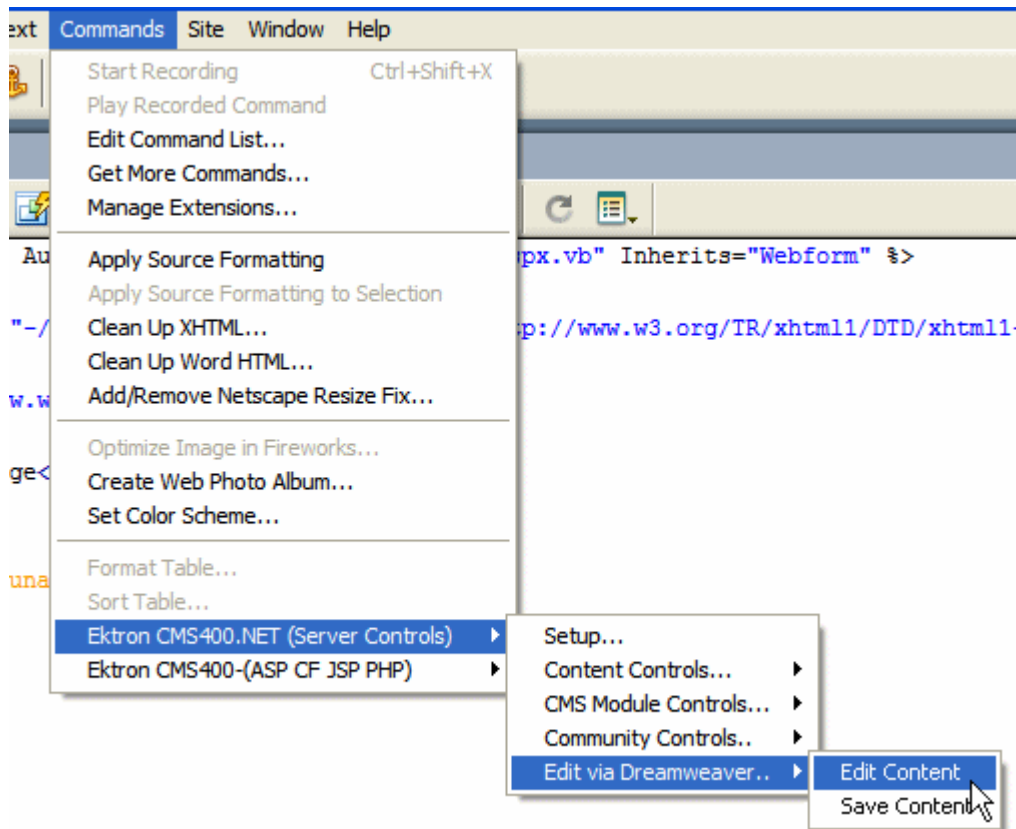 ext Commands Site Window Help
Start Recording Ctrl+Shift+X
Play Recorded Command
Edit Command List...
Get More Commands...
Manage Extensions...
Au px.vb" Inherits="Webform" %>
Apply Source Formatting
Apply Source Formatting to Selection
"-/ p://www.w3.org/TR/xhtml1/DTD/xhtml1-
Clean Up XHTML...
Clean Up Word HTML...
w.w
Add/Remove Netscape Resize Fix...
Optimize Image in Fireworks...
ge<
Create Web Photo Album...
Set Color Scheme...
Format Table...
una
Sort Table...
Ektron CMS400.NET (Server Controls)
Ektron CMS400-(ASP CF JSP PHP)
Setup...
Content Controls...
CMS Module Controls...
Community Controls..
Edit via Dreamweaver..
Edit Content
Save Content